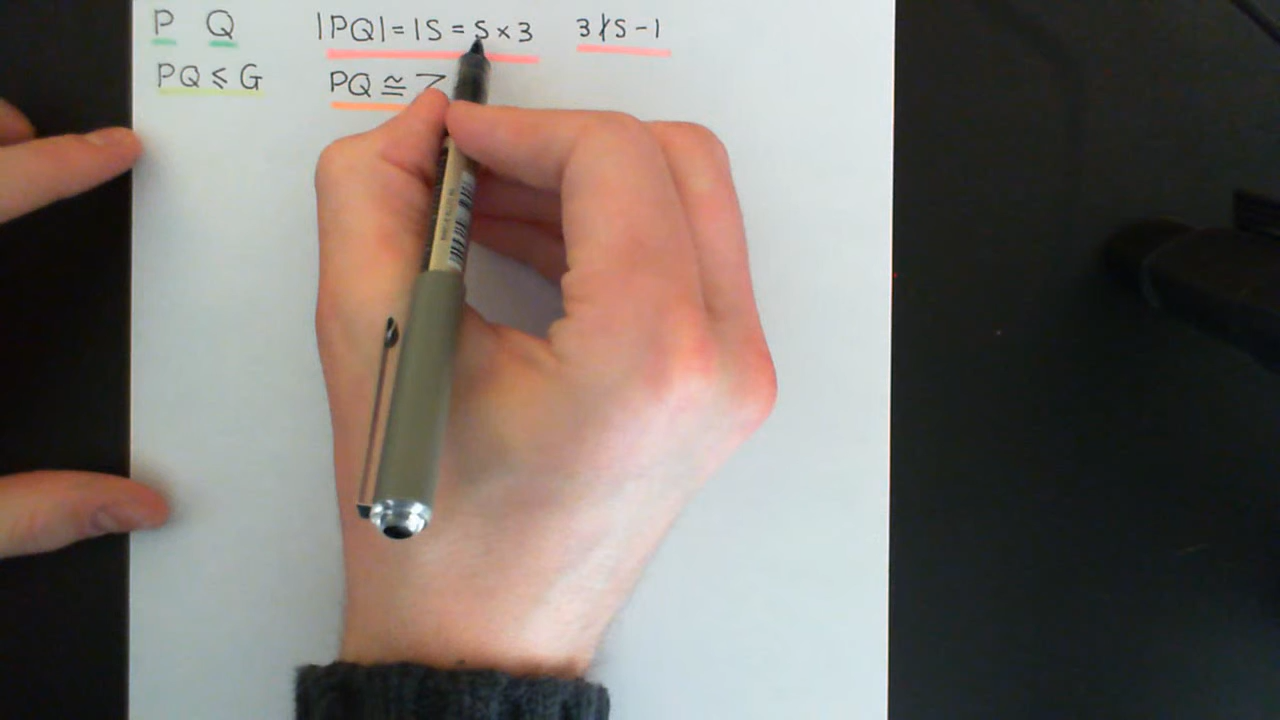 P Q |PQ| = 15 = 5 × 3 3 ∤ 5 - 1
PQ ≤ G PQ ≅ Z